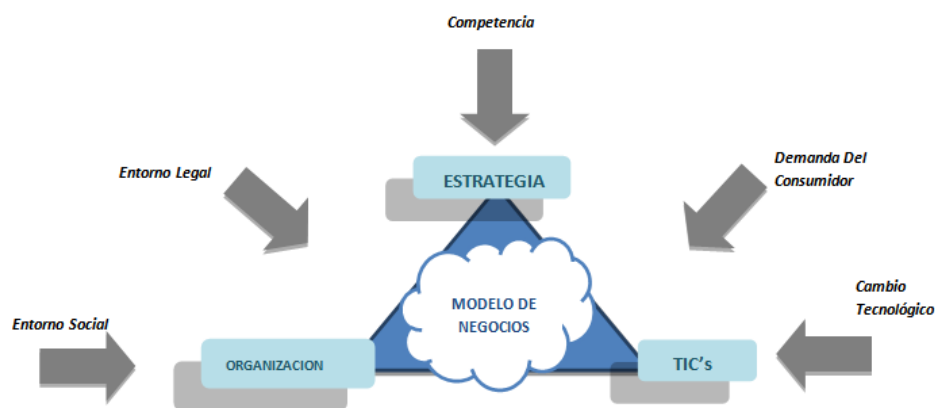 Competencia
Entorno Legal
Demanda Del
Consumidor
ESTRATEGIA
MODELO DE
NEGOCIOS
Cambio
Tecnológico
Entorno Social
ORGANIZACION
TIC's